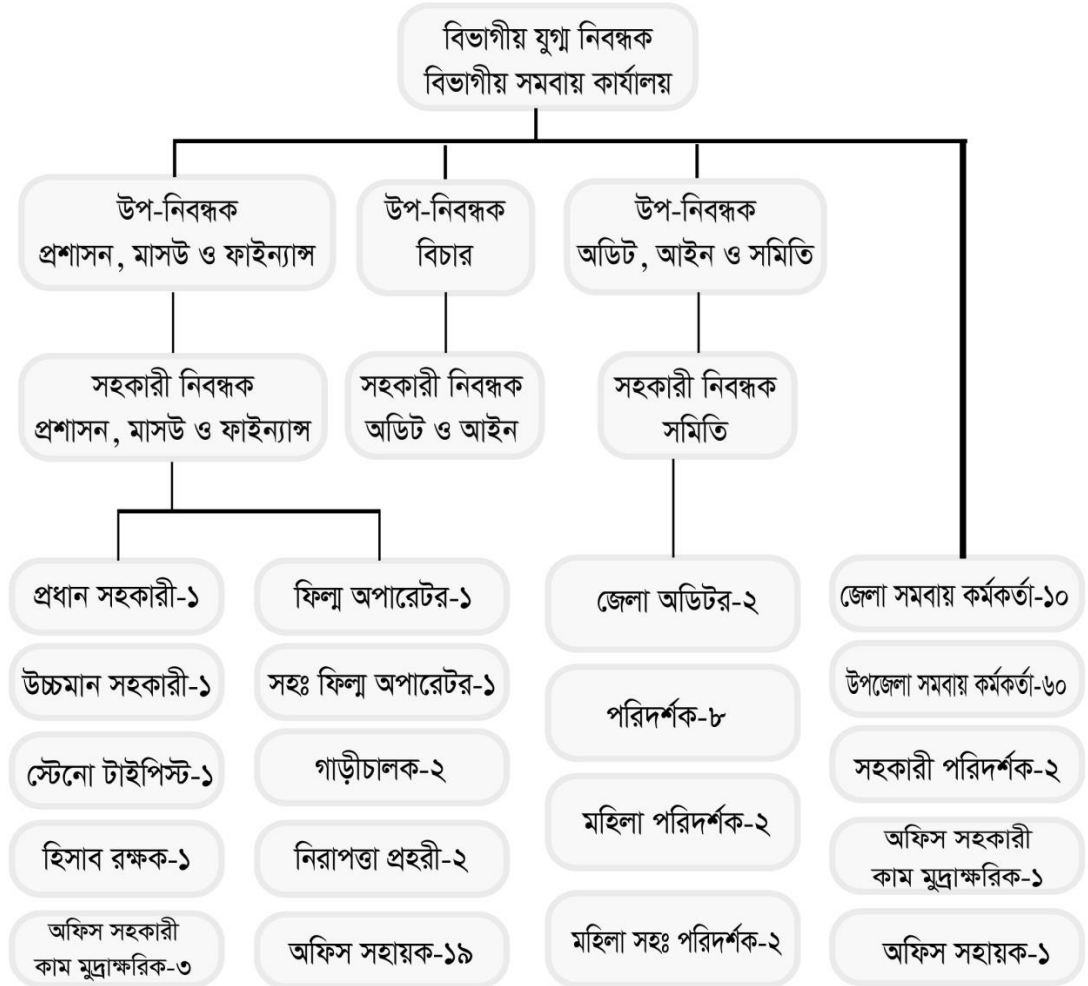 বিভাগীয় যুগ্ম নিবন্ধক
বিভাগীয় সমবায় কার্যালয়
উপ-নিবন্ধক
প্রশাসন, মাসউ ও ফাইন্যান্স
উপ-নিবন্ধক
বিচার
উপ-নিবন্ধক
অডিট, আইন ও সমিতি
সহকারী নিবন্ধক
প্রশাসন, মাসউ ও ফাইন্যান্স
সহকারী নিবন্ধক
অডিট ও আইন
সহকারী নিবন্ধক
সমিতি
প্রধান সহকারী-১
উচ্চমান সহকারী-১
স্টেনো টাইপিস্ট-১
হিসাব রক্ষক-১
অফিস সহকারী
কাম মুদ্রাক্ষরিক-৩
ফিল্ম অপারেটর-১
সহঃ ফিল্ম অপারেটর-১
গাড়ীচালক-২
নিরাপত্তা প্রহরী-২
অফিস সহায়ক-১৯
জেলা অডিটর-২
পরিদর্শক-৮
মহিলা পরিদর্শক-২
মহিলা সহঃ পরিদর্শক-২
জেলা সমবায় কর্মকর্তা-১০
উপজেলা সমবায় কর্মকর্তা-৬০
সহকারী পরিদর্শক-২
অফিস সহকারী
কাম মুদ্রাক্ষরিক-১
অফিস সহায়ক-১